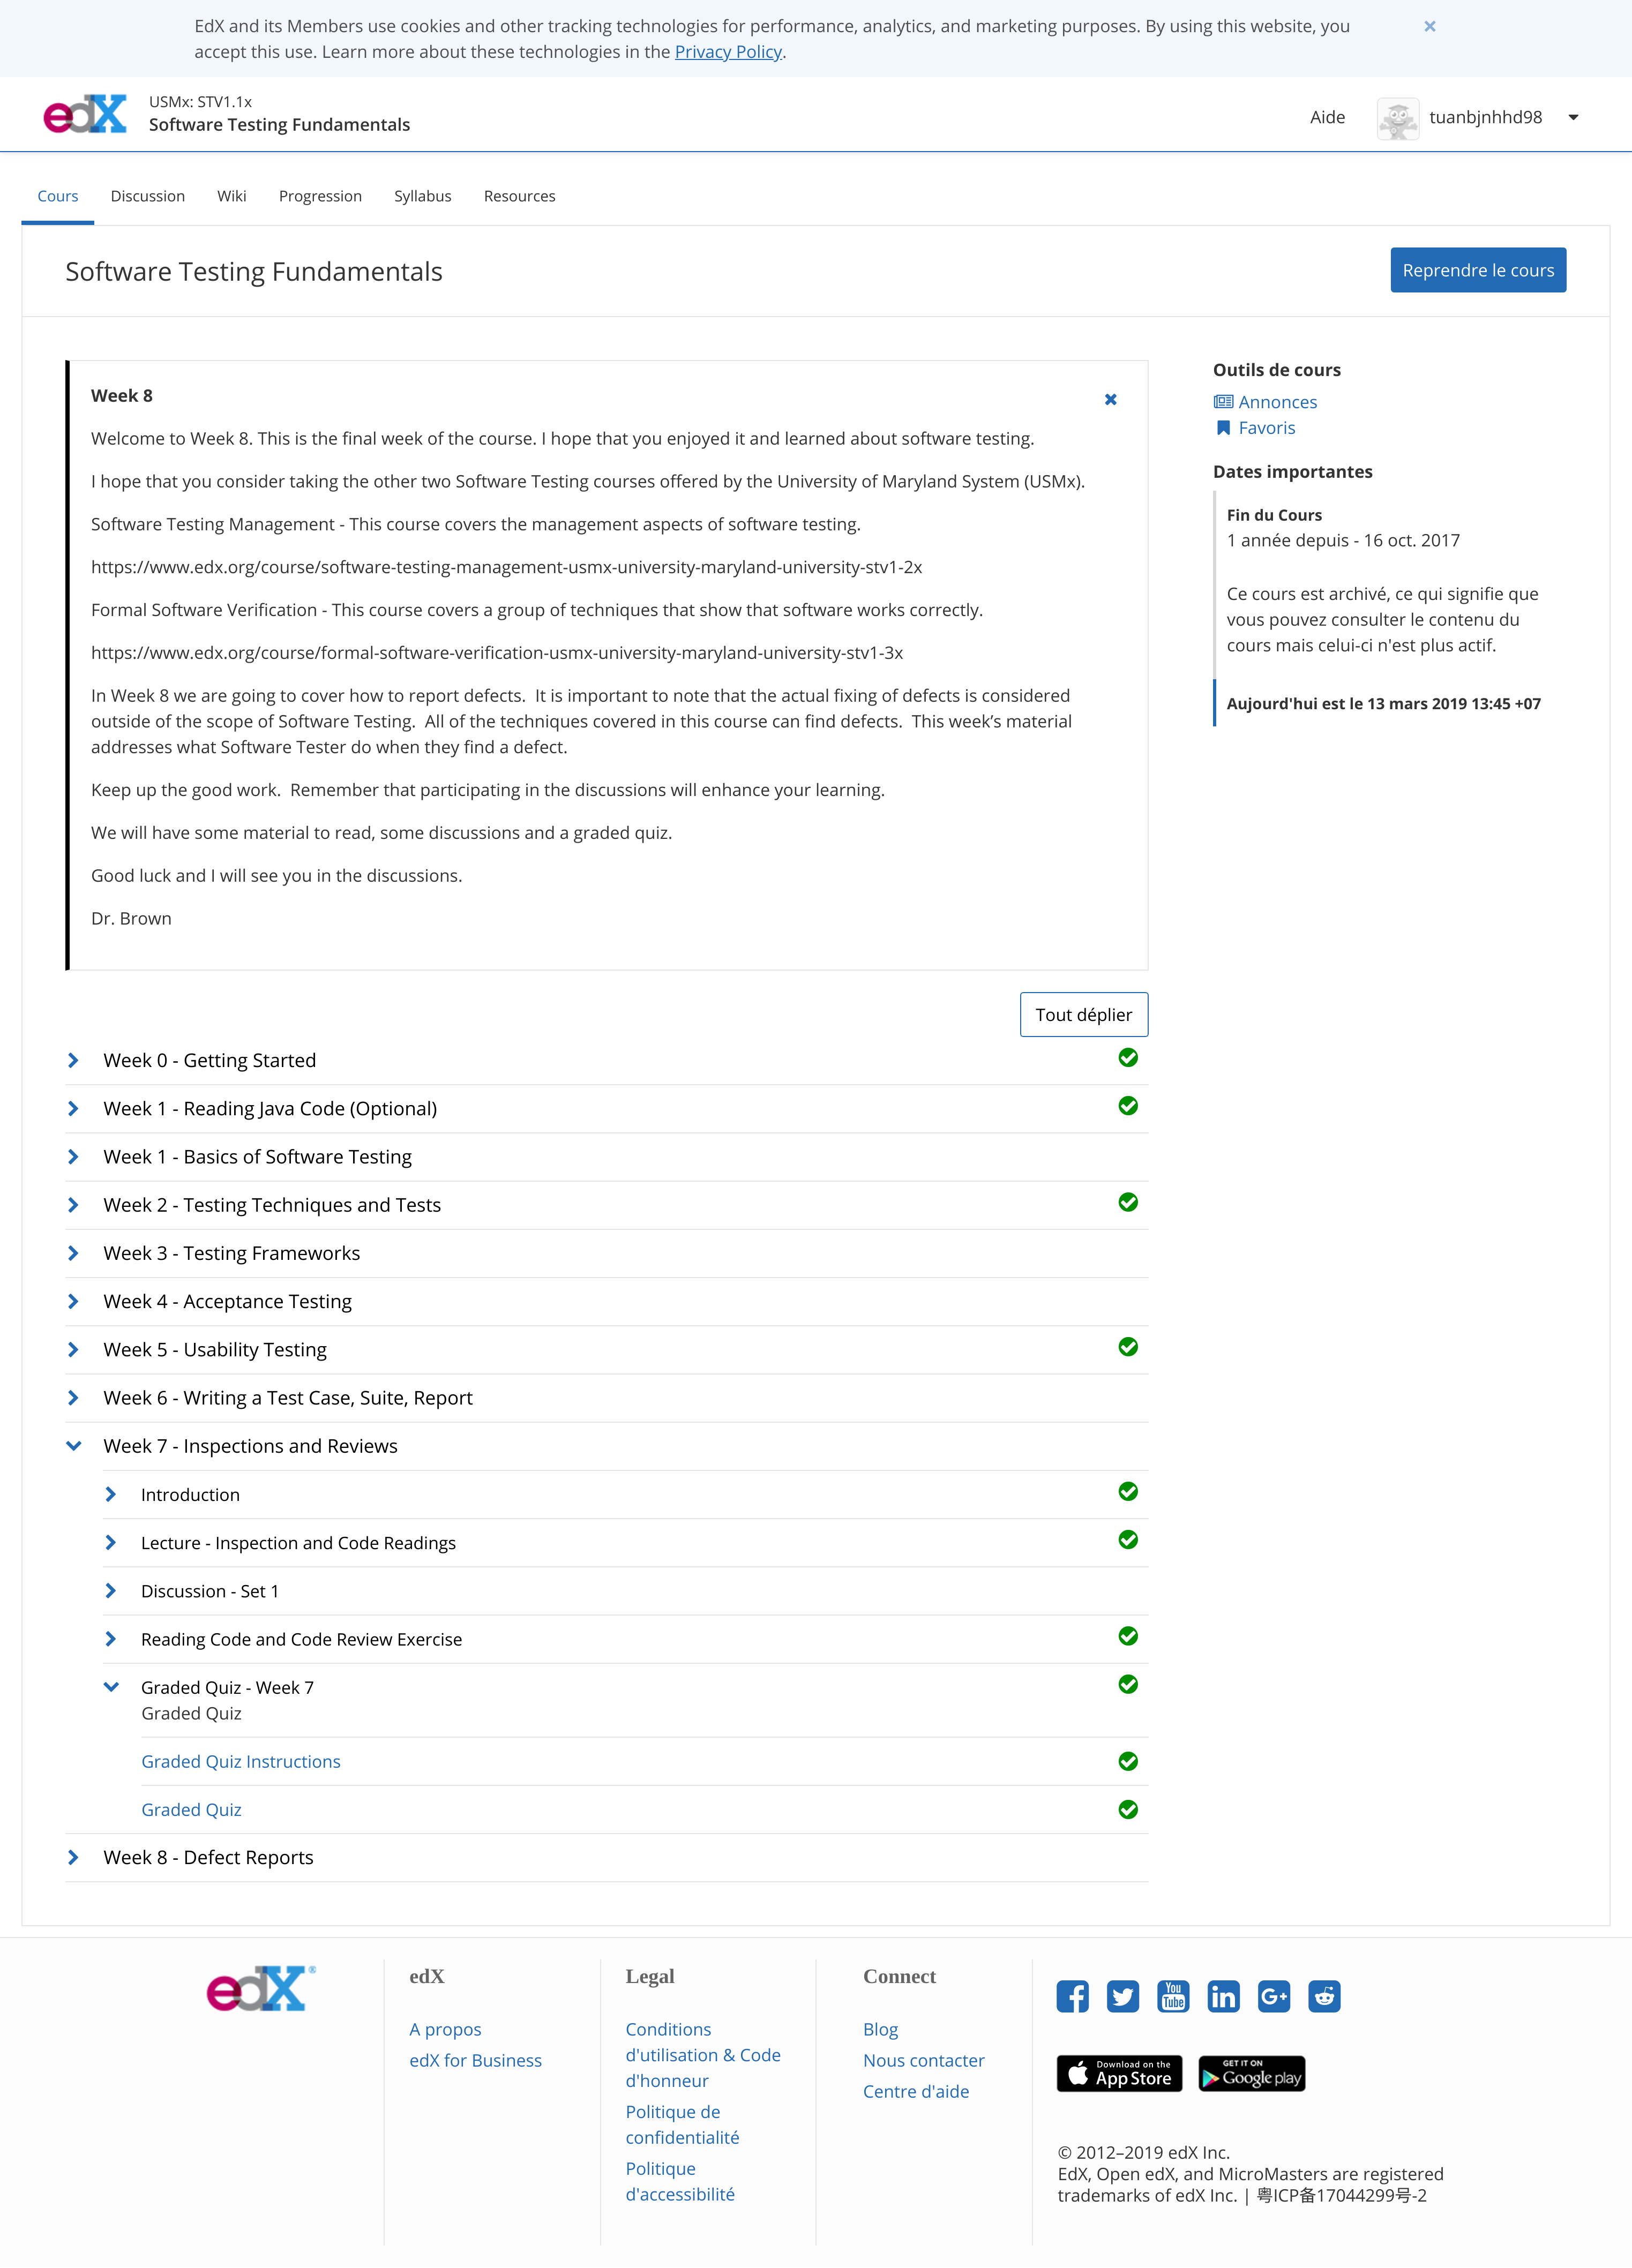 EdX and its Members use cookies and other tracking technologies for performance, analytics, and marketing purposes. By using this website, you
accept this use. Learn more about these technologies in the Privacy Policy.
edX
USMx: STV1.1x
Software Testing Fundamentals
Aide
tuanbjnhhd98
Cours
Discussion
Wiki
Progression
Syllabus
Resources
Software Testing Fundamentals
Reprendre le cours
Week 8
Welcome to Week 8. This is the final week of the course. I hope that you enjoyed it and learned about software testing.
I hope that you consider taking the other two Software Testing courses offered by the University of Maryland System (USMx).
Software Testing Management - This course covers the management aspects of software testing.
https://www.edx.org/course/software-testing-management-usmx-university-maryland-university-stv1-2x
Formal Software Verification - This course covers a group of techniques that show that software works correctly.
https://www.edx.org/course/formal-software-verification-usmx-university-maryland-university-stv1-3x
In Week 8 we are going to cover how to report defects.  It is important to note that the actual fixing of defects is considered
outside of the scope of Software Testing.  All of the techniques covered in this course can find defects.  This week’s material
addresses what Software Tester do when they find a defect.
Keep up the good work.  Remember that participating in the discussions will enhance your learning.
We will have some material to read, some discussions and a graded quiz.
Good luck and I will see you in the discussions.
Dr. Brown
Outils de cours
Annonces
Favoris
Dates importantes
Fin du Cours
1 année depuis - 16 oct. 2017
Ce cours est archivé, ce qui signifie que
vous pouvez consulter le contenu du
cours mais celui-ci n'est plus actif.
Aujourd'hui est le 13 mars 2019 13:45 +07
Tout déplier
Week 0 - Getting Started
Week 1 - Reading Java Code (Optional)
Week 1 - Basics of Software Testing
Week 2 - Testing Techniques and Tests
Week 3 - Testing Frameworks
Week 4 - Acceptance Testing
Week 5 - Usability Testing
Week 6 - Writing a Test Case, Suite, Report
Week 7 - Inspections and Reviews
Introduction
Lecture - Inspection and Code Readings
Discussion - Set 1
Reading Code and Code Review Exercise
Graded Quiz - Week 7
Graded Quiz
Graded Quiz Instructions
Graded Quiz
Week 8 - Defect Reports
edX®
edX
A propos
edX for Business
Legal
Conditions
d'utilisation & Code
d'honneur
Politique de
confidentialité
Politique
d'accessibilité
Connect
Blog
Nous contacter
Centre d'aide
You
Tube
in
G+
Download on the
App Store
GET IT ON
Google play
© 2012–2019 edX Inc.
EdX, Open edX, and MicroMasters are registered
trademarks of edX Inc. | 粤ICP备17044299号-2